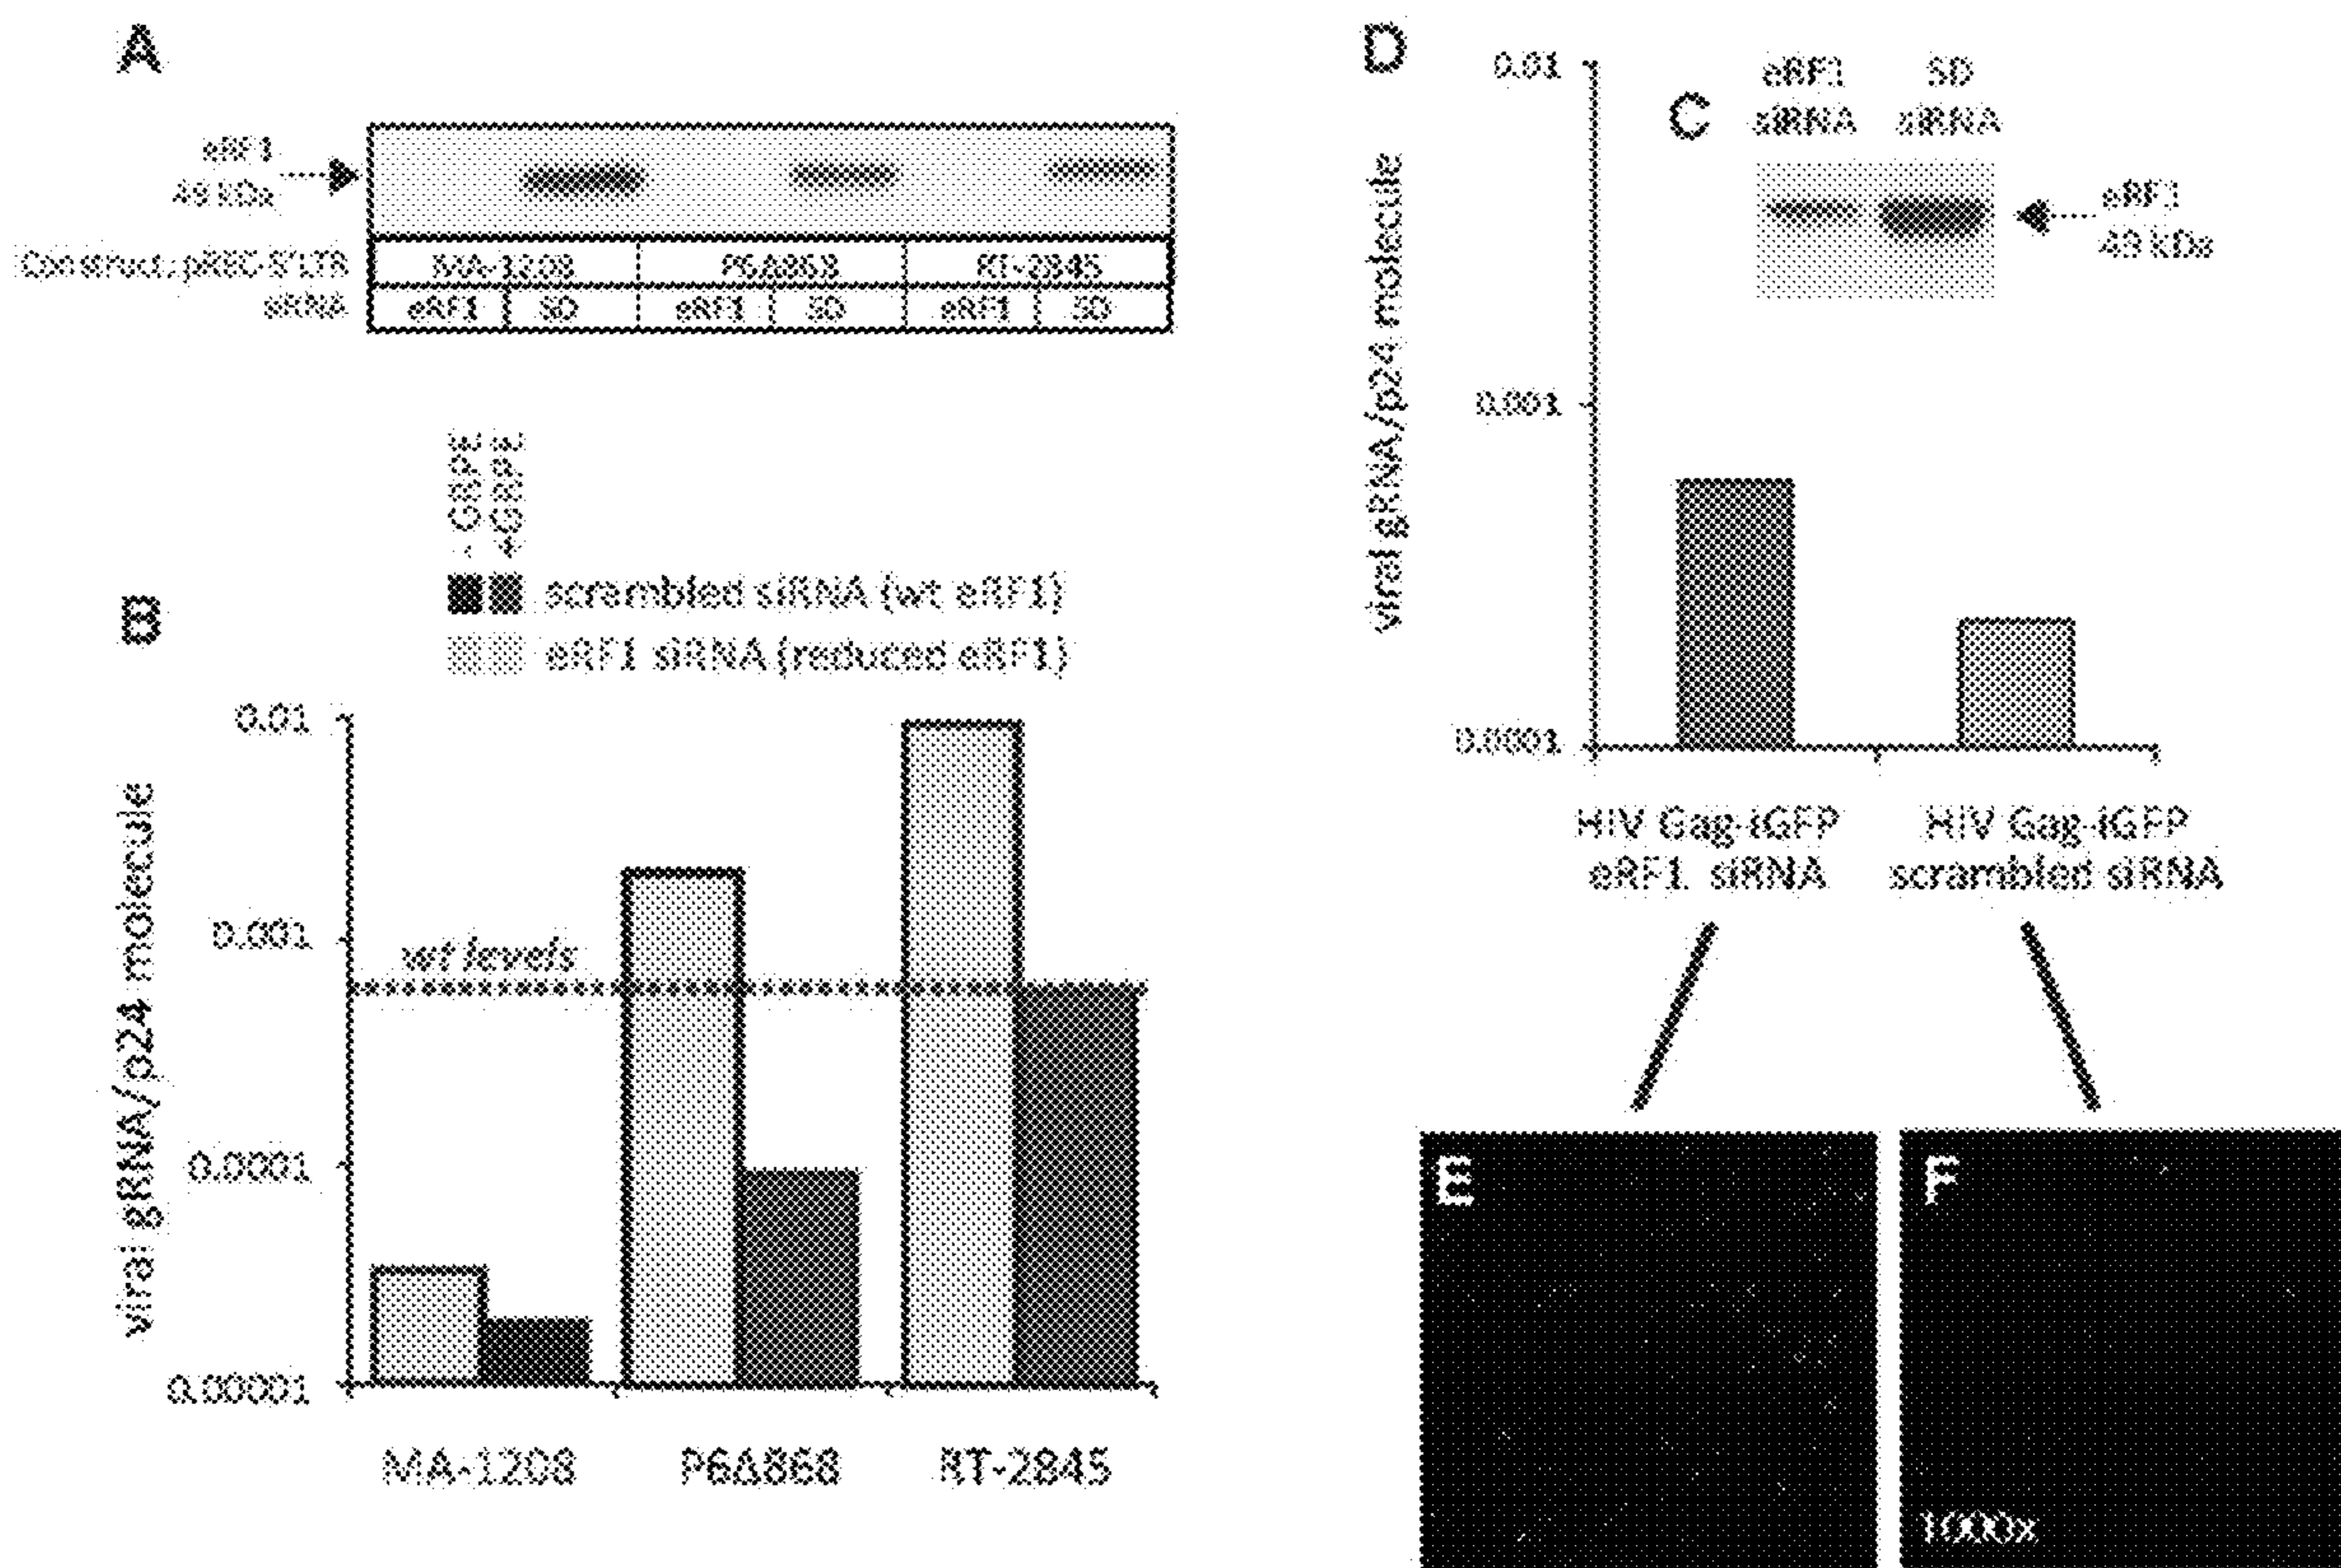 A
eRF1
49 kDa
Construct: pREC-5'LTR
MA-1208 P6Δ868 RT-2845
siRNA
eRF1 SD eRF1 SD eRF1 SD
- GRPE
+ GRPE
B
scrambled siRNA (wt eRF1)
eRF1 siRNA (reduced eRF1)
viral gRNA/p24 molecule
0.01
0.001
0.0001
0.00001
wt levels
MA-1208 P6Δ868 RT-2845
D
viral gRNA/p24 molecule
0.01
0.001
0.0001
C
eRF1 SD
siRNA siRNA
eRF1
49 kDa
HIV Gag-iGFP HIV Gag-iGFP
eRF1 siRNA scrambled siRNA
E
F
1000x